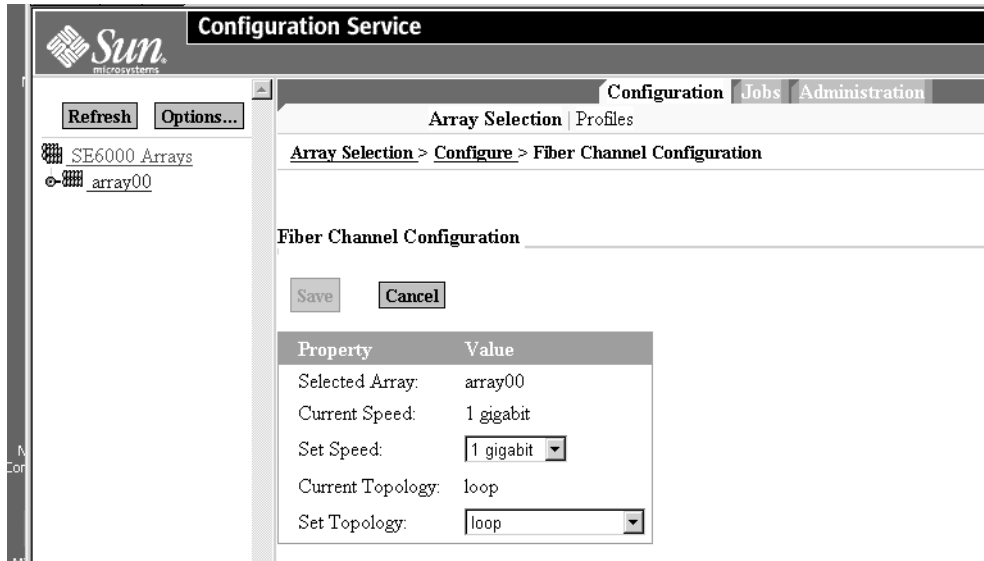 Configuration Service
Sun
microsystems
Configuration Jobs Administration
Refresh Options...
Array Selection | Profiles
SE6000 Arrays
array00
Array Selection > Configure > Fiber Channel Configuration
Fiber Channel Configuration
Save Cancel
Property Value
Selected Array: array00
Current Speed: 1 gigabit
Set Speed: 1 gigabit
Current Topology: loop
Set Topology: loop